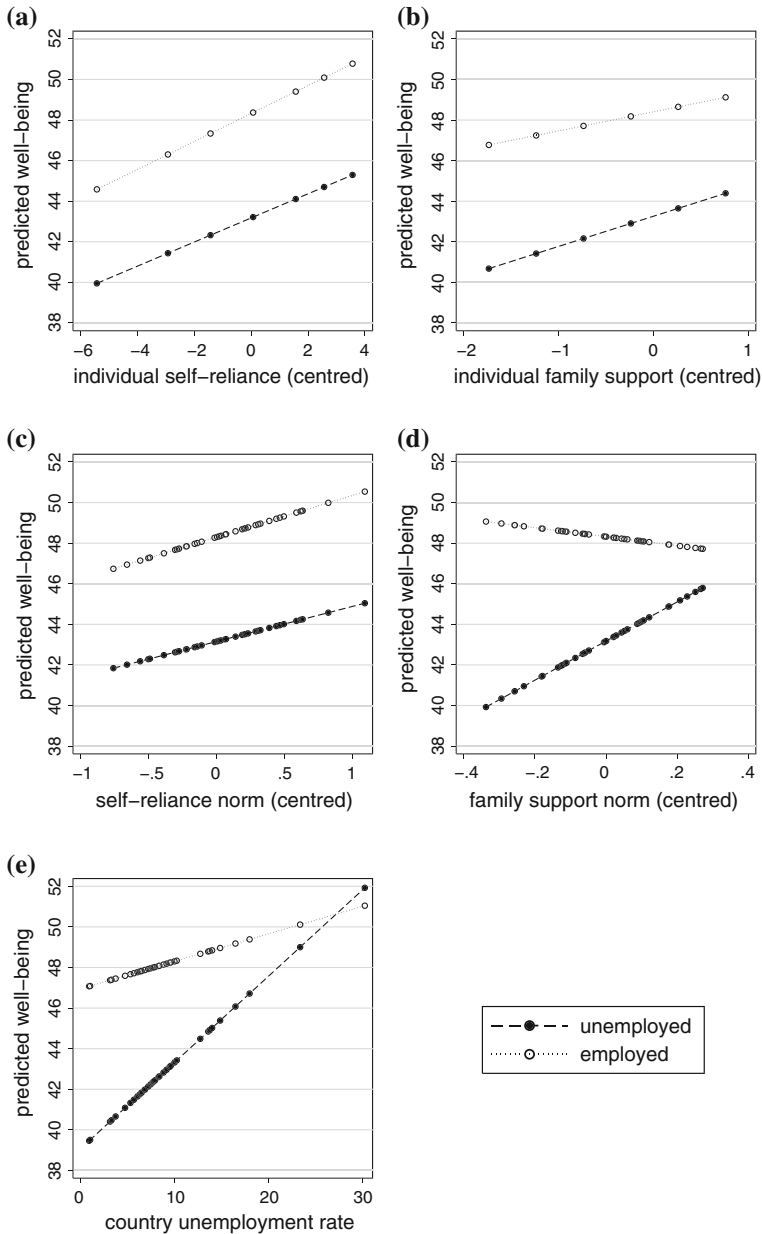 (a)
52
50
48
46
44
42
40
38
predicted well−being
−6 −4 −2 0 2 4
individual self−reliance (centred)
(b)
52
50
48
46
44
42
40
38
predicted well−being
−2 −1 0 1
individual family support (centred)
(c)
52
50
48
46
44
42
40
38
predicted well−being
−1 −.5 0 .5 1
self−reliance norm (centred)
(d)
52
50
48
46
44
42
40
38
predicted well−being
−.4 −.2 0 .2 .4
family support norm (centred)
(e)
52
50
48
46
44
42
40
38
predicted well−being
0 10 20 30
country unemployment rate
unemployed
employed